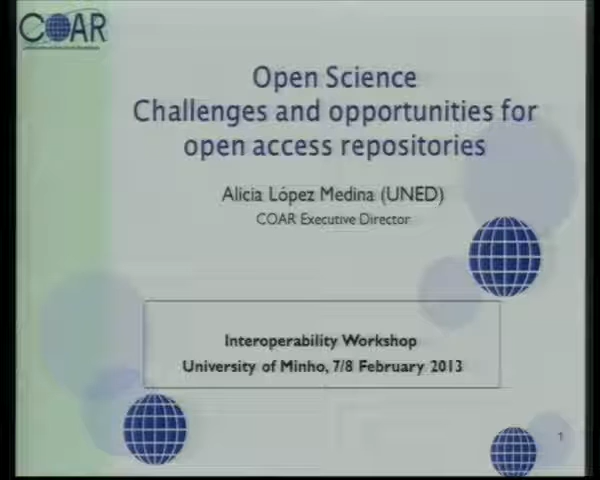 COAR
Open Science
Challenges and opportunities for
open access repositories
Alicia López Medina (UNED)
COAR Executive Director
Interoperability Workshop
University of Minho, 7/8 February 2013
1